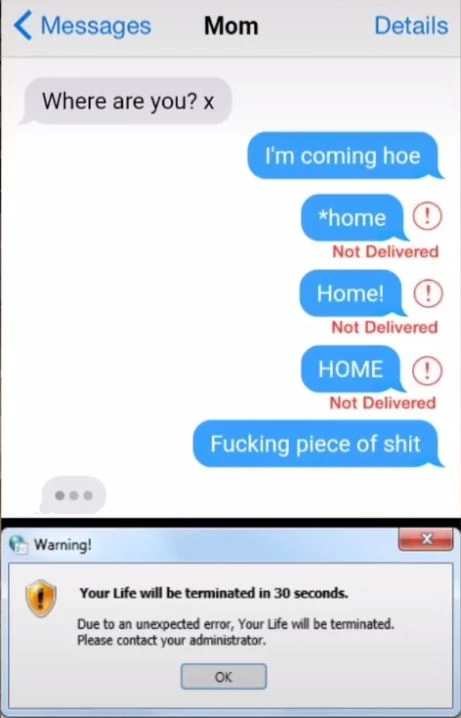 Messages Mom Details
Where are you? x
I'm coming hoe
*home
Not Delivered
Home!
Not Delivered
HOME
Not Delivered
Fucking piece of shit
Warning!
Your Life will be terminated in 30 seconds.
Due to an unexpected error, Your Life will be terminated.
Please contact your administrator.
OK